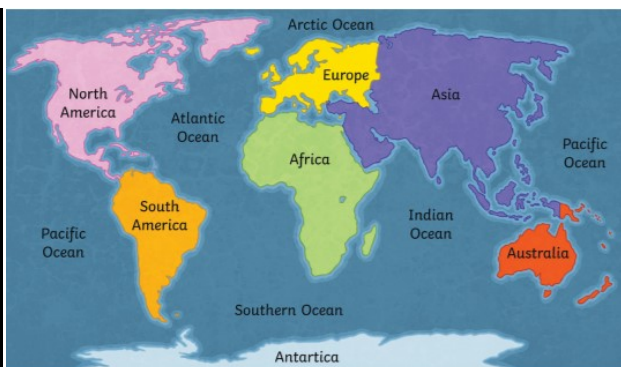 Arctic Ocean
Europe
North
America
Asia
Atlantic
Ocean
Pacific
Ocean
Africa
South
America
Indian
Ocean
Pacific
Ocean
Australia
Southern Ocean
Antartica